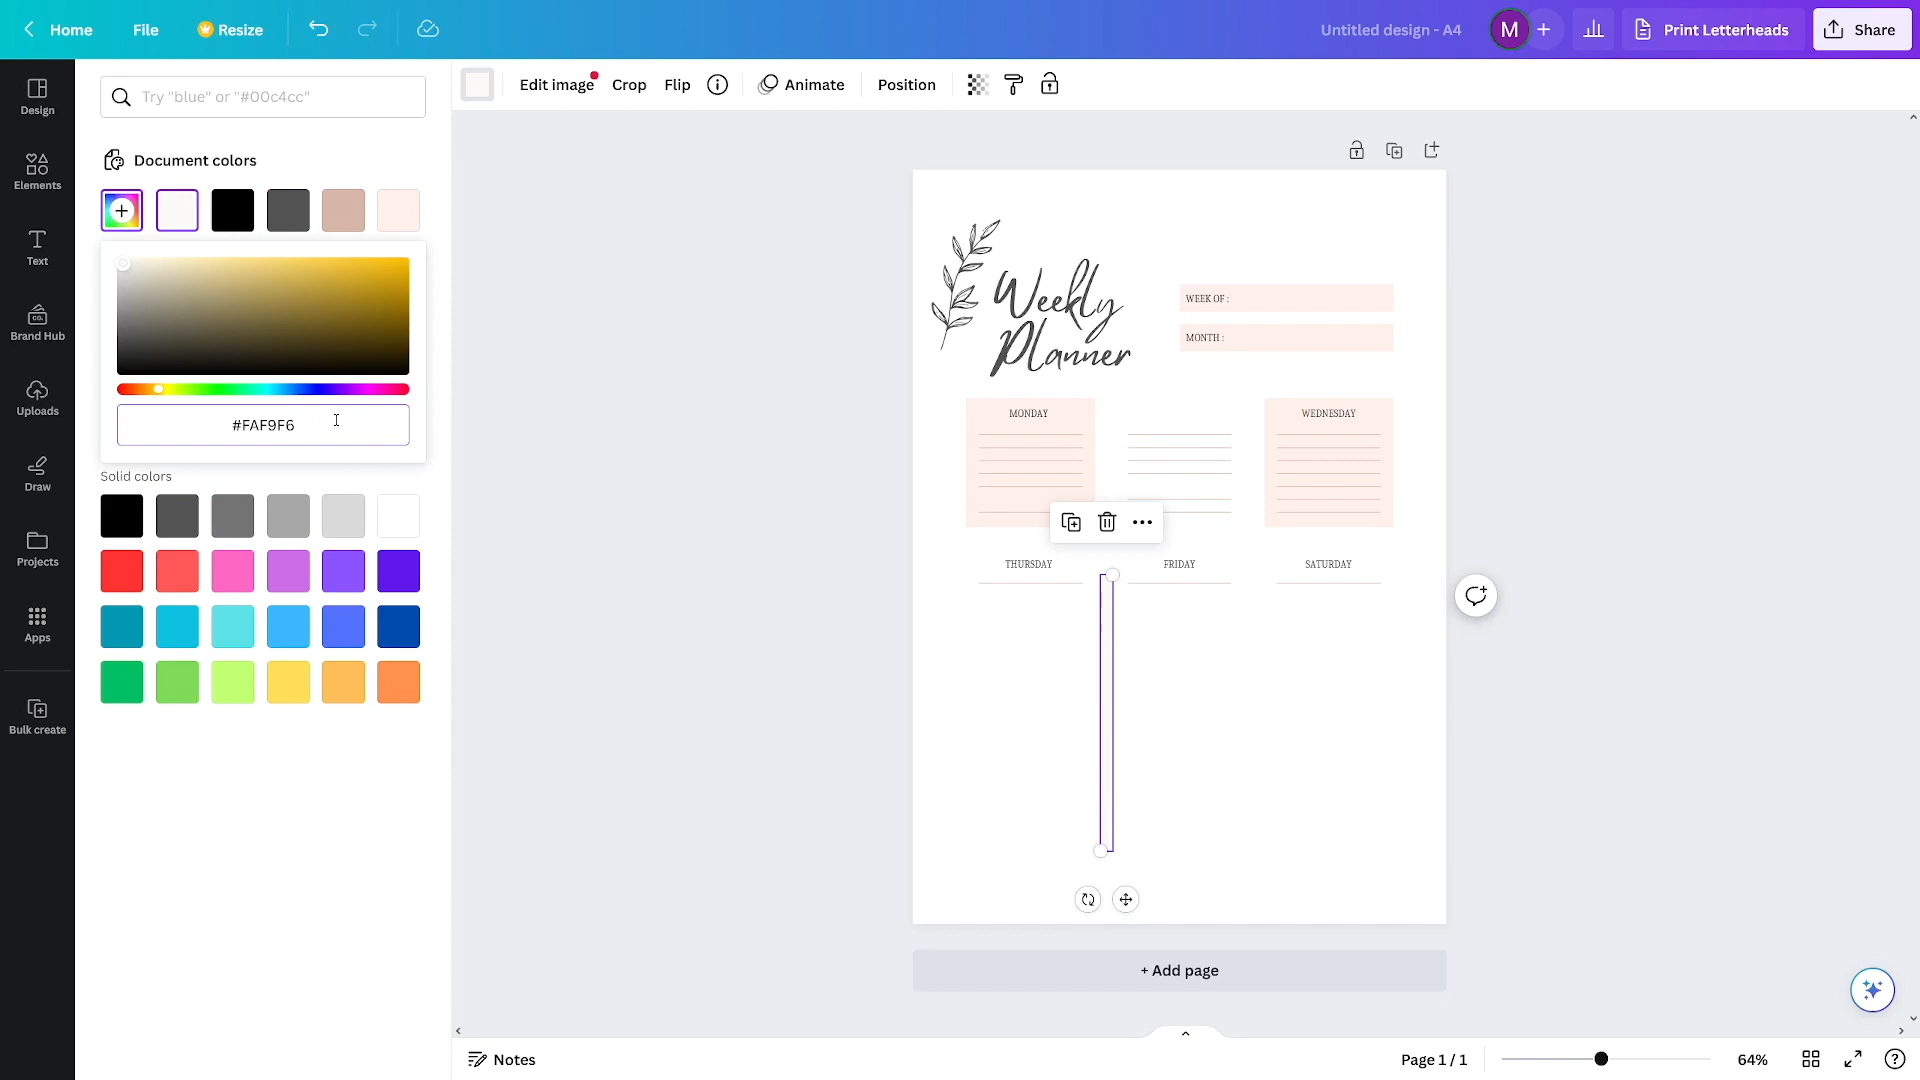 Home File Resize Untitled design - A4 M Print Letterheads Share
Design
Elements
Text
Brand Hub
CO.
Uploads
Draw
Projects
Apps
Bulk create
Try "blue" or "#00c4cc"
Document colors
#FAF9F6
Solid colors
Edit image Crop Flip Animate Position
Weekly
Planner
WEEK OF :
MONTH :
MONDAY
WEDNESDAY
THURSDAY
FRIDAY
SATURDAY
+ Add page
Notes Page 1 / 1 64%